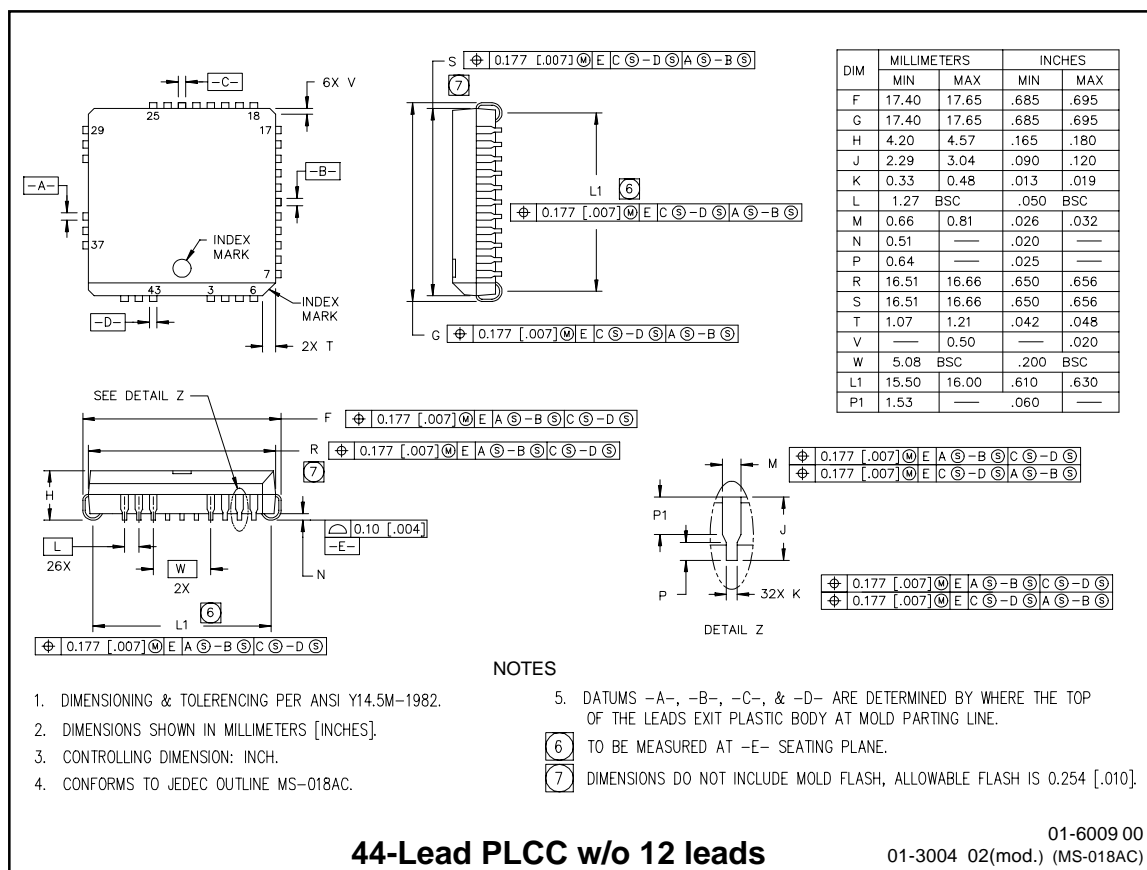 -C-
6X V
25
18
29
17
-A-
-B-
37
INDEX
MARK
7
43
3
6
INDEX
MARK
-D-
2X T
S ⌖ 0.177 [.007] Ⓜ E C Ⓢ -D Ⓢ A Ⓢ -B Ⓢ
7
L1 6
⌖ 0.177 [.007] Ⓜ E C Ⓢ -D Ⓢ A Ⓢ -B Ⓢ
G ⌖ 0.177 [.007] Ⓜ E C Ⓢ -D Ⓢ A Ⓢ -B Ⓢ
DIM MILLIMETERS INCHES
MIN MAX MIN MAX
F 17.40 17.65 .685 .695
G 17.40 17.65 .685 .695
H 4.20 4.57 .165 .180
J 2.29 3.04 .090 .120
K 0.33 0.48 .013 .019
L 1.27 BSC .050 BSC
M 0.66 0.81 .026 .032
N 0.51 — .020 —
P 0.64 — .025 —
R 16.51 16.66 .650 .656
S 16.51 16.66 .650 .656
T 1.07 1.21 .042 .048
V — 0.50 — .020
W 5.08 BSC .200 BSC
L1 15.50 16.00 .610 .630
P1 1.53 — .060 —
SEE DETAIL Z
F ⌖ 0.177 [.007] Ⓜ E A Ⓢ -B Ⓢ C Ⓢ -D Ⓢ
R ⌖ 0.177 [.007] Ⓜ E A Ⓢ -B Ⓢ C Ⓢ -D Ⓢ
7
H
⌓ 0.10 [.004]
-E-
L
26X
W
2X
N
L1 6
⌖ 0.177 [.007] Ⓜ E A Ⓢ -B Ⓢ C Ⓢ -D Ⓢ
M ⌖ 0.177 [.007] Ⓜ E A Ⓢ -B Ⓢ C Ⓢ -D Ⓢ
⌖ 0.177 [.007] Ⓜ E C Ⓢ -D Ⓢ A Ⓢ -B Ⓢ
P1
J
P
32X K
⌖ 0.177 [.007] Ⓜ E A Ⓢ -B Ⓢ C Ⓢ -D Ⓢ
⌖ 0.177 [.007] Ⓜ E C Ⓢ -D Ⓢ A Ⓢ -B Ⓢ
DETAIL Z
NOTES
1. DIMENSIONING & TOLERENCING PER ANSI Y14.5M-1982.
2. DIMENSIONS SHOWN IN MILLIMETERS [INCHES].
3. CONTROLLING DIMENSION: INCH.
4. CONFORMS TO JEDEC OUTLINE MS-018AC.
5. DATUMS -A-, -B-, -C-, & -D- ARE DETERMINED BY WHERE THE TOP
OF THE LEADS EXIT PLASTIC BODY AT MOLD PARTING LINE.
6 TO BE MEASURED AT -E- SEATING PLANE.
7 DIMENSIONS DO NOT INCLUDE MOLD FLASH, ALLOWABLE FLASH IS 0.254 [.010].
44-Lead PLCC w/o 12 leads
01-6009 00
01-3004 02(mod.) (MS-018AC)